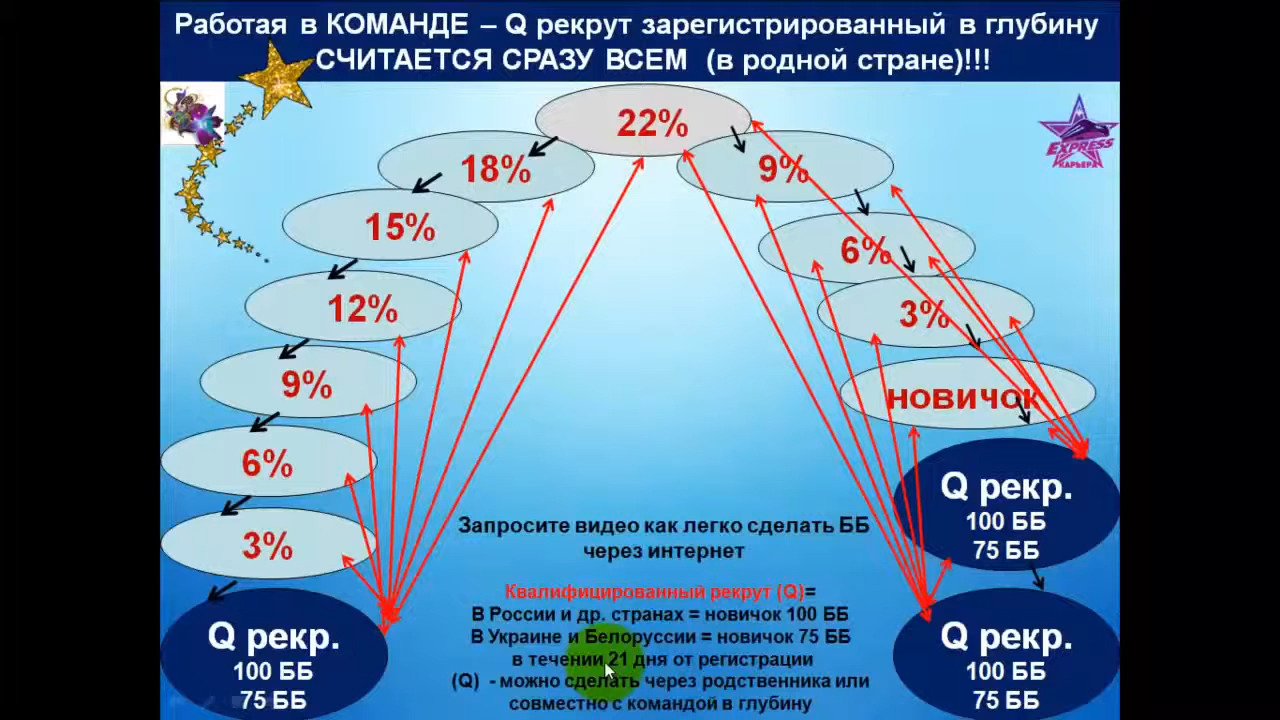 Работая в КОМАНДЕ – Q рекрут зарегистрированный в глубину
СЧИТАЕТСЯ СРАЗУ ВСЕМ (в родной стране)!!!
EXPRESS
КАРЬЕРА
22%
18%
15%
12%
9%
6%
3%
Q рекр.
100 ББ
75 ББ
9%
6%
3%
новичок
Q рекр.
100 ББ
75 ББ
Q рекр.
100 ББ
75 ББ
Запросите видео как легко сделать ББ
через интернет
Квалифицированный рекрут (Q)=
В России и др. странах = новичок 100 ББ
В Украине и Белоруссии = новичок 75 ББ
в течении 21 дня от регистрации
(Q) - можно сделать через родственника или
совместно с командой в глубину